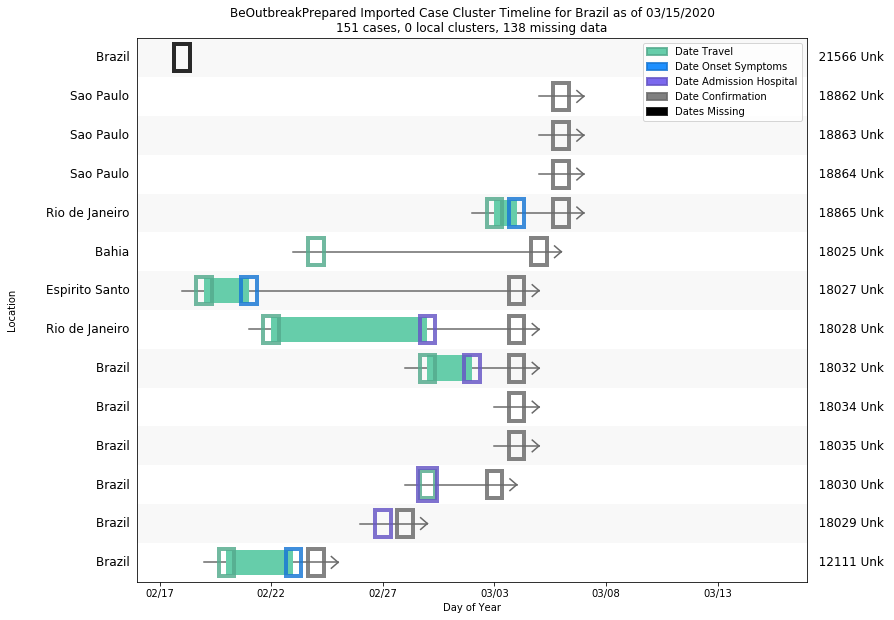 BeOutbreakPrepared Imported Case Cluster Timeline for Brazil as of 03/15/2020
151 cases, 0 local clusters, 138 missing data
Date Travel
Date Onset Symptoms
Date Admission Hospital
Date Confirmation
Dates Missing
Brazil 21566 Unk
Sao Paulo 18862 Unk
Sao Paulo 18863 Unk
Sao Paulo 18864 Unk
Rio de Janeiro 18865 Unk
Bahia 18025 Unk
Espirito Santo 18027 Unk
Rio de Janeiro 18028 Unk
Brazil 18032 Unk
Brazil 18034 Unk
Brazil 18035 Unk
Brazil 18030 Unk
Brazil 18029 Unk
Brazil 12111 Unk
Location
02/17 02/22 02/27 03/03 03/08 03/13
Day of Year